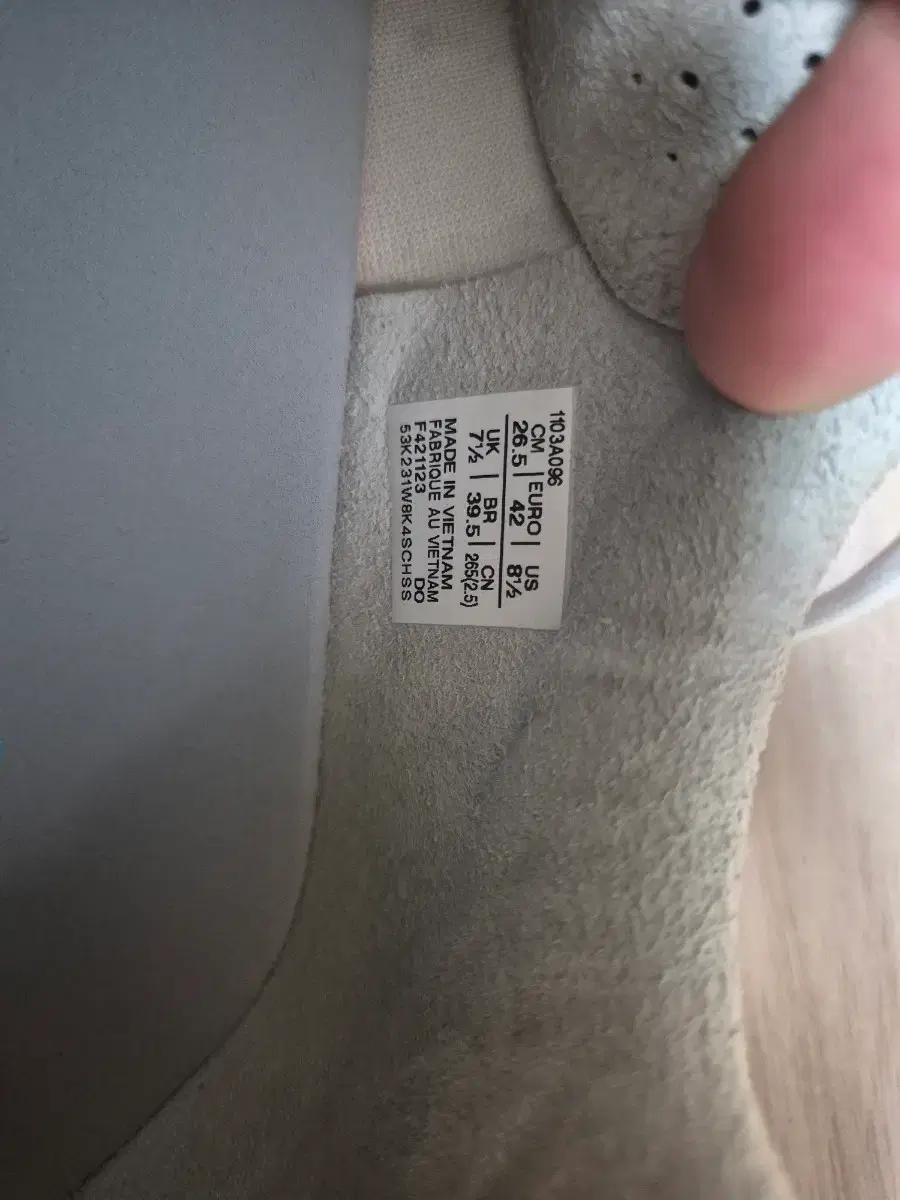 1103A096
CM | EURO | US
26.5 | 42 | 8½
UK | BR | CN
7½ | 39.5 | 265(2.5)
MADE IN VIETNAM
FABRIQUE AU VIETNAM
F421123 DO
53K231W8K4SCHSS